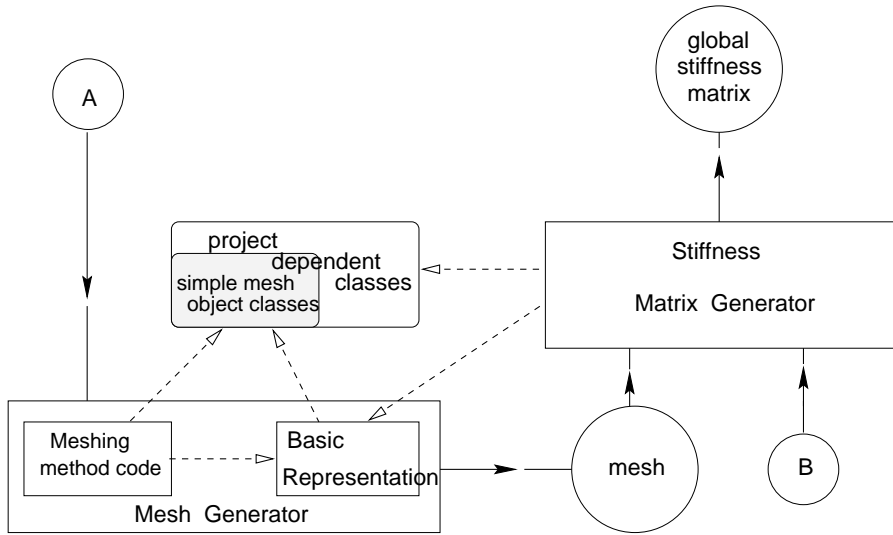 global
stiffness
matrix
A
project
dependent
classes
simple mesh
object classes
Stiffness
Matrix Generator
Meshing
method code
Basic
Representation
Mesh Generator
mesh
B